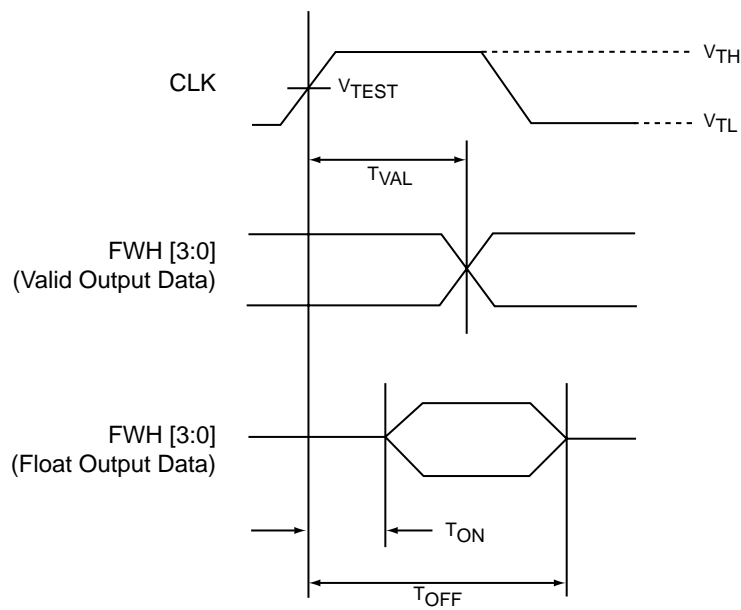 CLK
VTEST
VTH
VTL
TVAL
FWH [3:0]
(Valid Output Data)
FWH [3:0]
(Float Output Data)
TON
TOFF